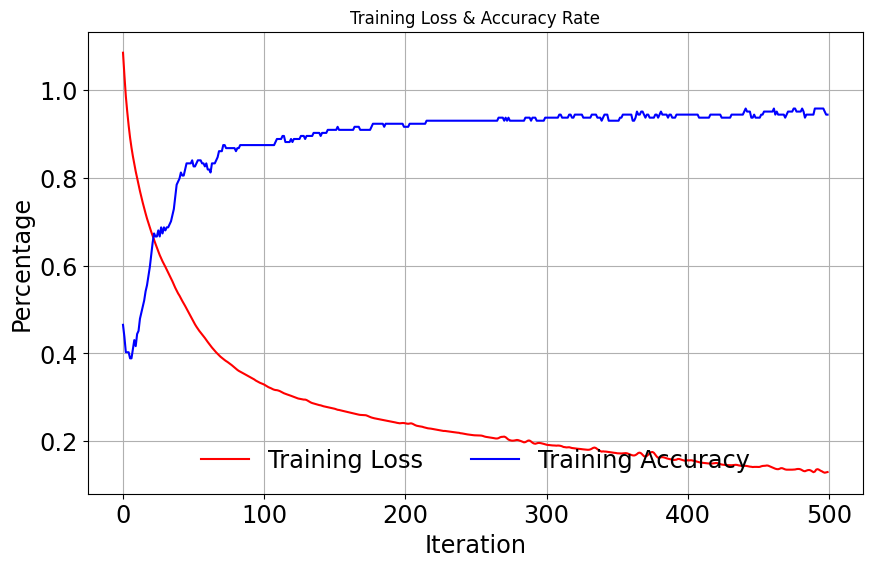 Training Loss & Accuracy Rate
Percentage
1.0
0.8
0.6
0.4
0.2
Training Loss
Training Accuracy
0
100
200
300
400
500
Iteration